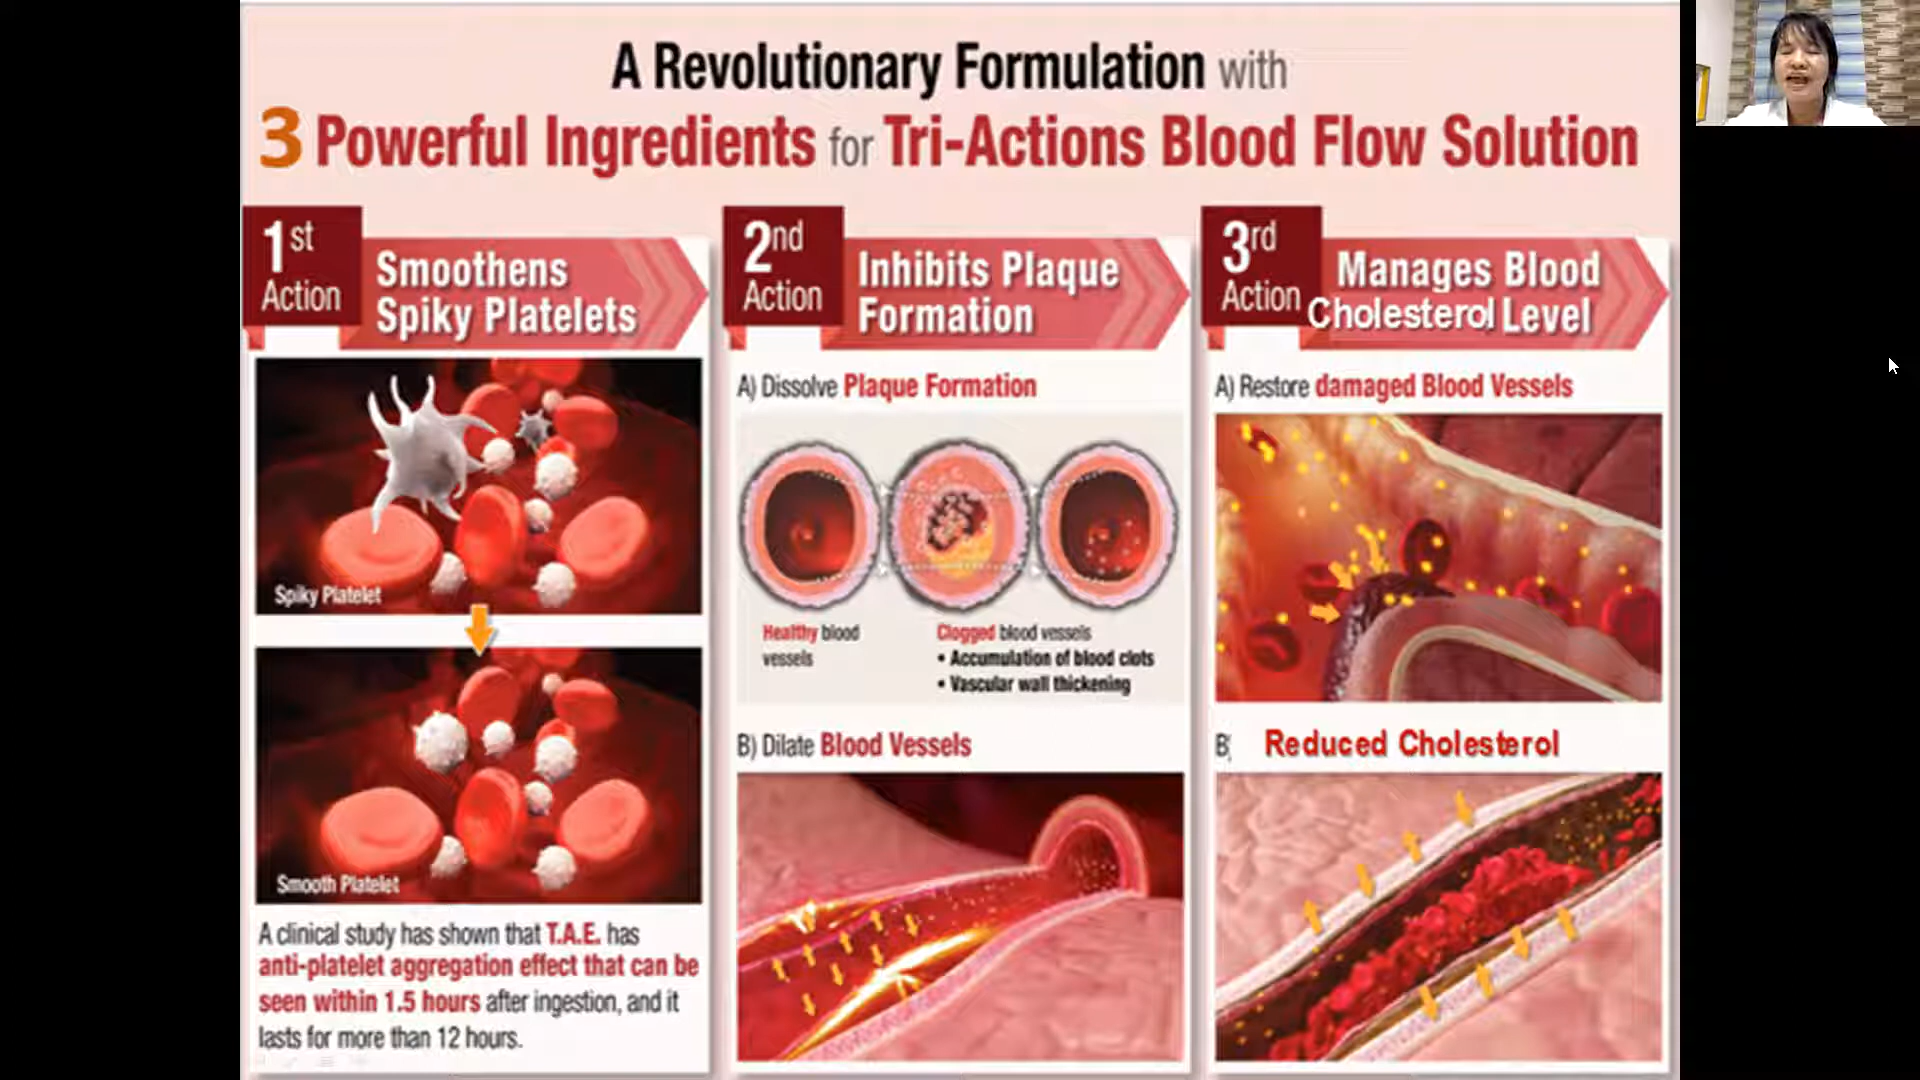 A Revolutionary Formulation with
3 Powerful Ingredients for Tri-Actions Blood Flow Solution
1st
Action
Smoothens
Spiky Platelets
Spiky Platelet
Smooth Platelet
A clinical study has shown that T.A.E. has
anti-platelet aggregation effect that can be
seen within 1.5 hours after ingestion, and it
lasts for more than 12 hours.
2nd
Action
Inhibits Plaque
Formation
A) Dissolve Plaque Formation
Healthy blood
vessels
Clogged blood vessels
• Accumulation of blood clots
• Vascular wall thickening
B) Dilate Blood Vessels
3rd
Action
Manages Blood
Cholesterol Level
A) Restore damaged Blood Vessels
B) Reduced Cholesterol